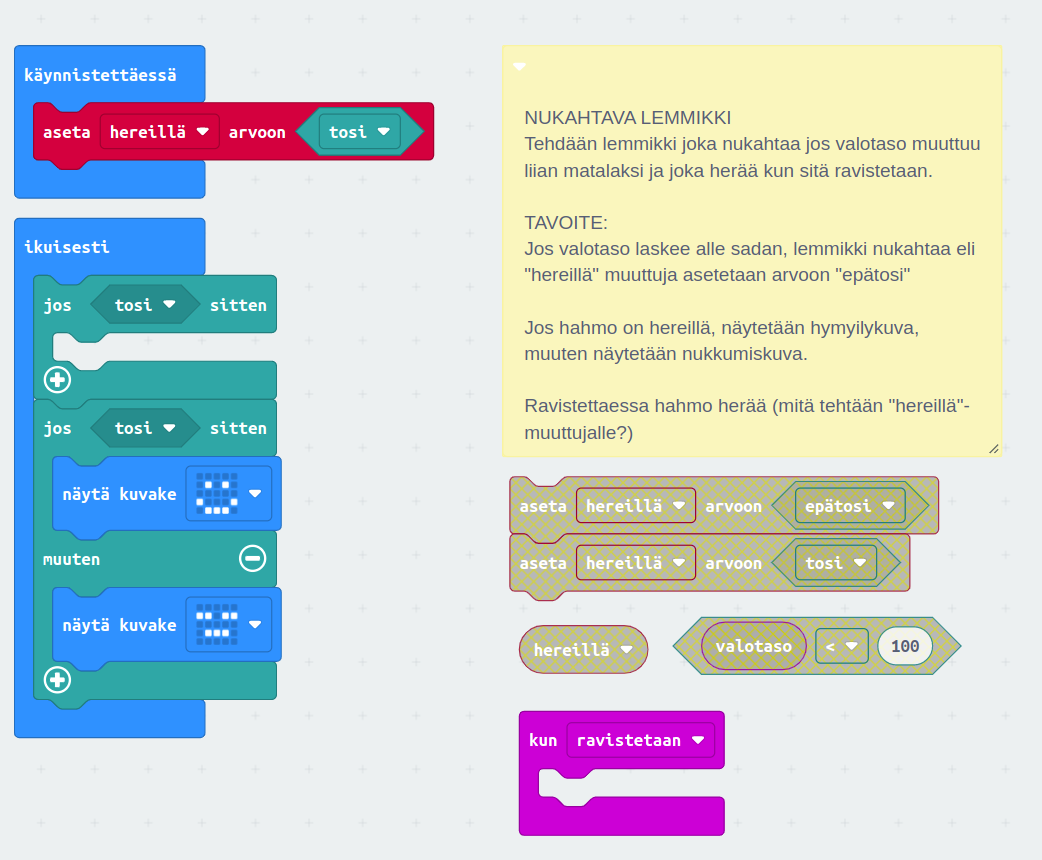 käynnistettäessä
aseta hereillä arvoon tosi
ikuisesti
jos tosi sitten
jos tosi sitten
näytä kuvake
muuten
näytä kuvake
NUKAHTAVA LEMMIKKI
Tehdään lemmikki joka nukahtaa jos valotaso muuttuu
liian matalaksi ja joka herää kun sitä ravistetaan.
TAVOITE:
Jos valotaso laskee alle sadan, lemmikki nukahtaa eli
"hereillä" muuttuja asetetaan arvoon "epätosi"
Jos hahmo on hereillä, näytetään hymyilykuva,
muuten näytetään nukkumiskuva.
Ravistettaessa hahmo herää (mitä tehtään "hereillä"-
muuttujalle?)
aseta hereillä arvoon epätosi
aseta hereillä arvoon tosi
hereillä
valotaso < 100
kun ravistetaan